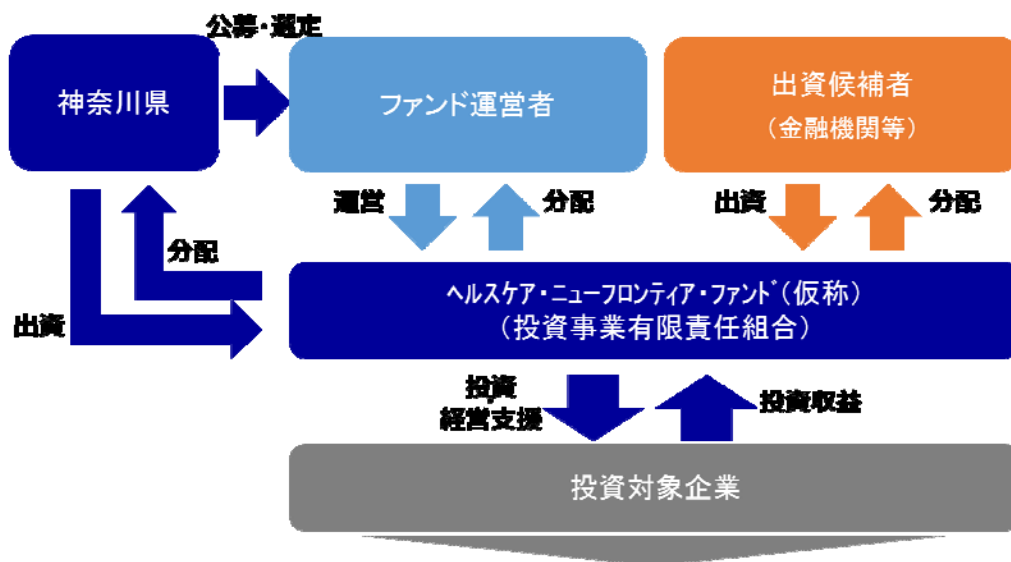 公募・選定
神奈川県
ファンド運営者
出資候補者
（金融機関等）
運営
分配
出資
分配
分配
出資
ヘルスケア・ニューフロンティア・ファンド（仮称）
（投資事業有限責任組合）
投資・
経営支援
投資収益
投資対象企業